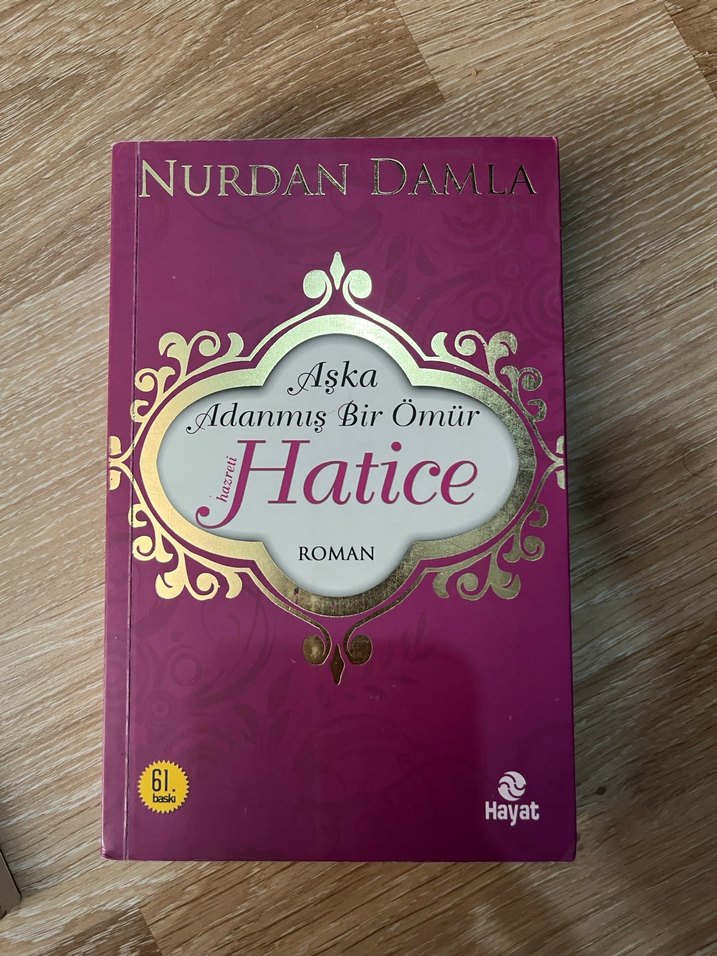 NURDAN DAMLA
Aşka
Adanmış Bir Ömür
hazreti
Hatice
ROMAN
61.
baskı
Hayat